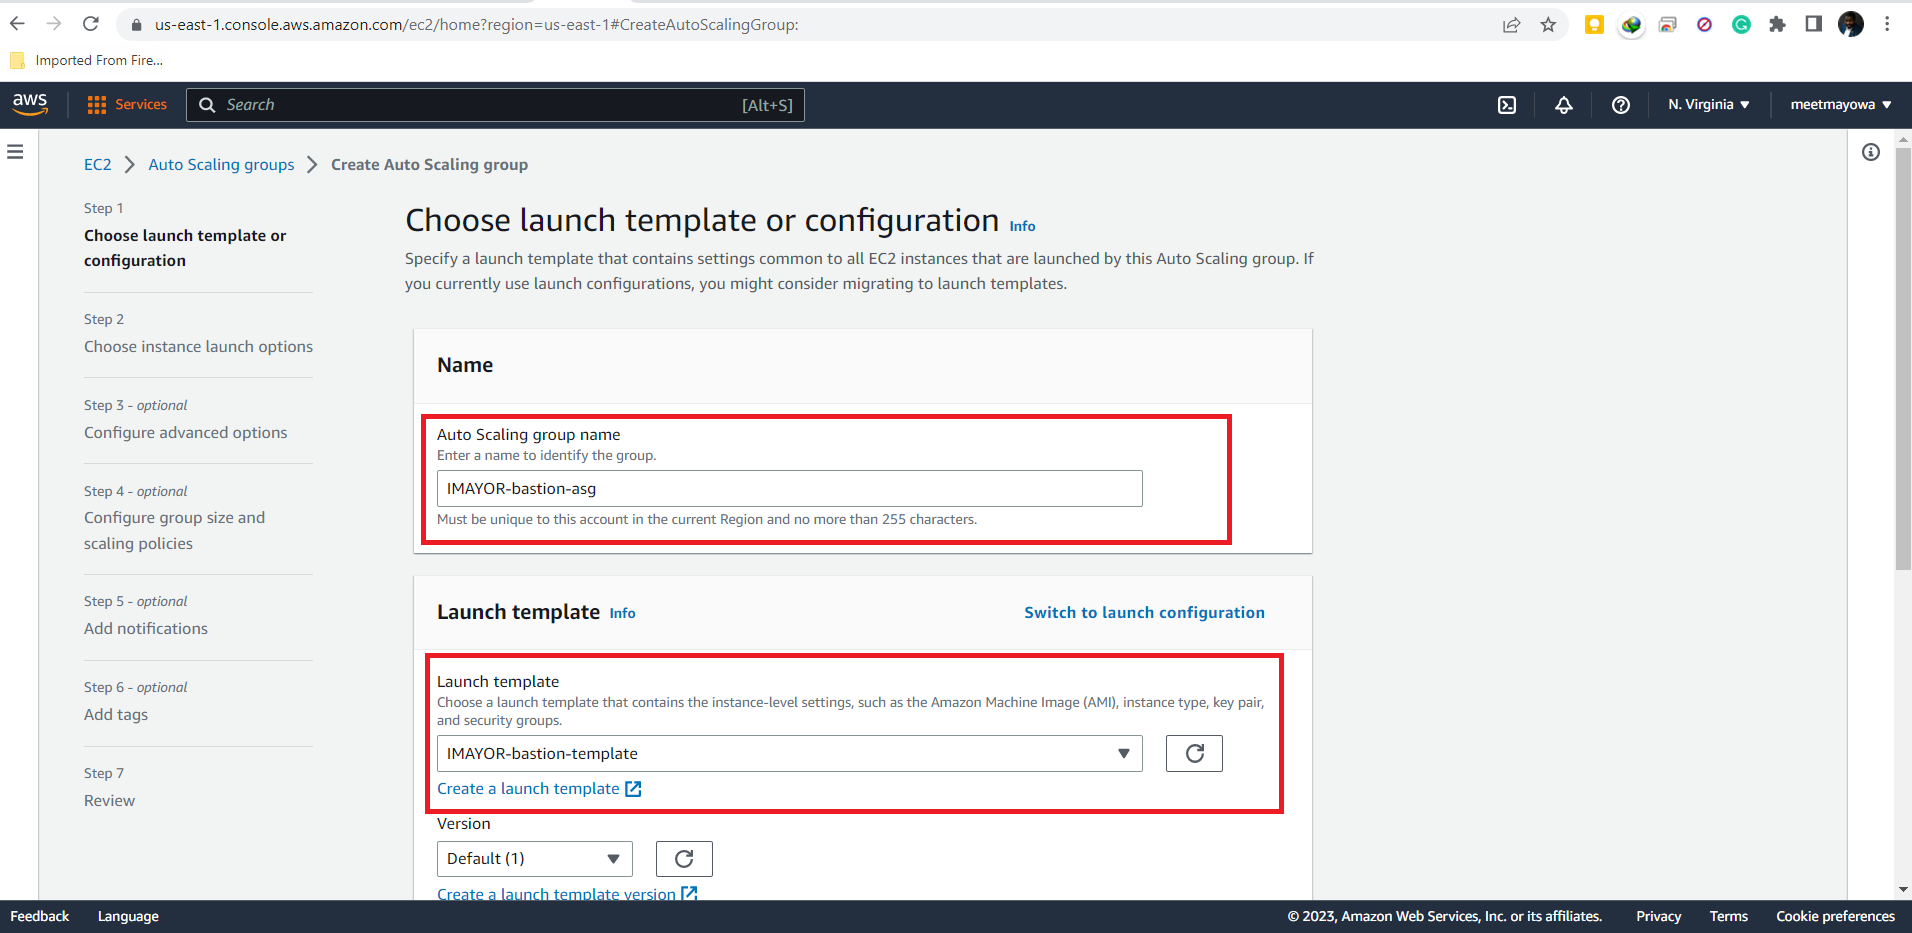 us-east-1.console.aws.amazon.com/ec2/home?region=us-east-1#CreateAutoScalingGroup:
Imported From Fire...
aws
Services
Search
[Alt+S]
N. Virginia
meetmayowa
EC2
Auto Scaling groups
Create Auto Scaling group
Step 1
Choose launch template or
configuration
Step 2
Choose instance launch options
Step 3 - optional
Configure advanced options
Step 4 - optional
Configure group size and
scaling policies
Step 5 - optional
Add notifications
Step 6 - optional
Add tags
Step 7
Review
Choose launch template or configuration Info
Specify a launch template that contains settings common to all EC2 instances that are launched by this Auto Scaling group. If
you currently use launch configurations, you might consider migrating to launch templates.
Name
Auto Scaling group name
Enter a name to identify the group.
IMAYOR-bastion-asg
Must be unique to this account in the current Region and no more than 255 characters.
Launch template Info
Switch to launch configuration
Launch template
Choose a launch template that contains the instance-level settings, such as the Amazon Machine Image (AMI), instance type, key pair,
and security groups.
IMAYOR-bastion-template
Create a launch template
Version
Default (1)
Create a launch template version
Feedback
Language
© 2023, Amazon Web Services, Inc. or its affiliates.
Privacy
Terms
Cookie preferences